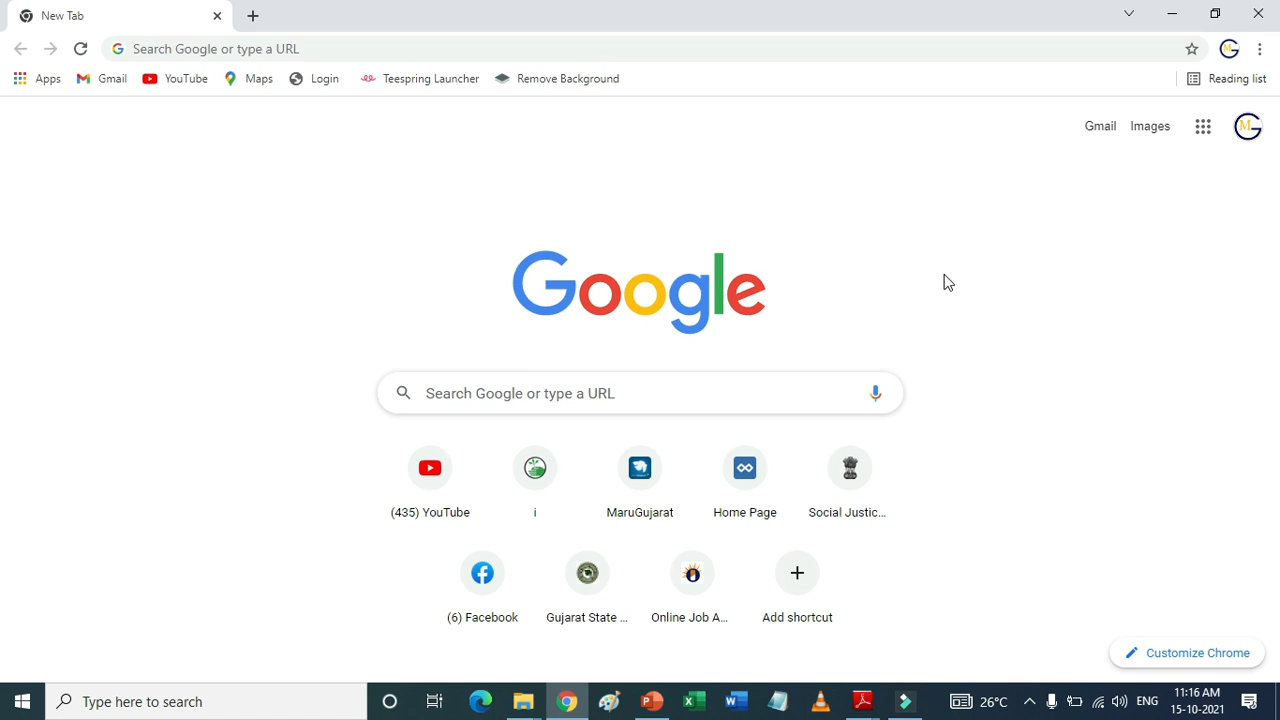 New Tab
Search Google or type a URL
Apps Gmail YouTube Maps Login Teespring Launcher Remove Background Reading list
Gmail Images
Google
Search Google or type a URL
(435) YouTube i MaruGujarat Home Page Social Justic...
(6) Facebook Gujarat State ... Online Job A... Add shortcut
Customize Chrome
Type here to search 26°C ENG 11:16 AM
15-10-2021